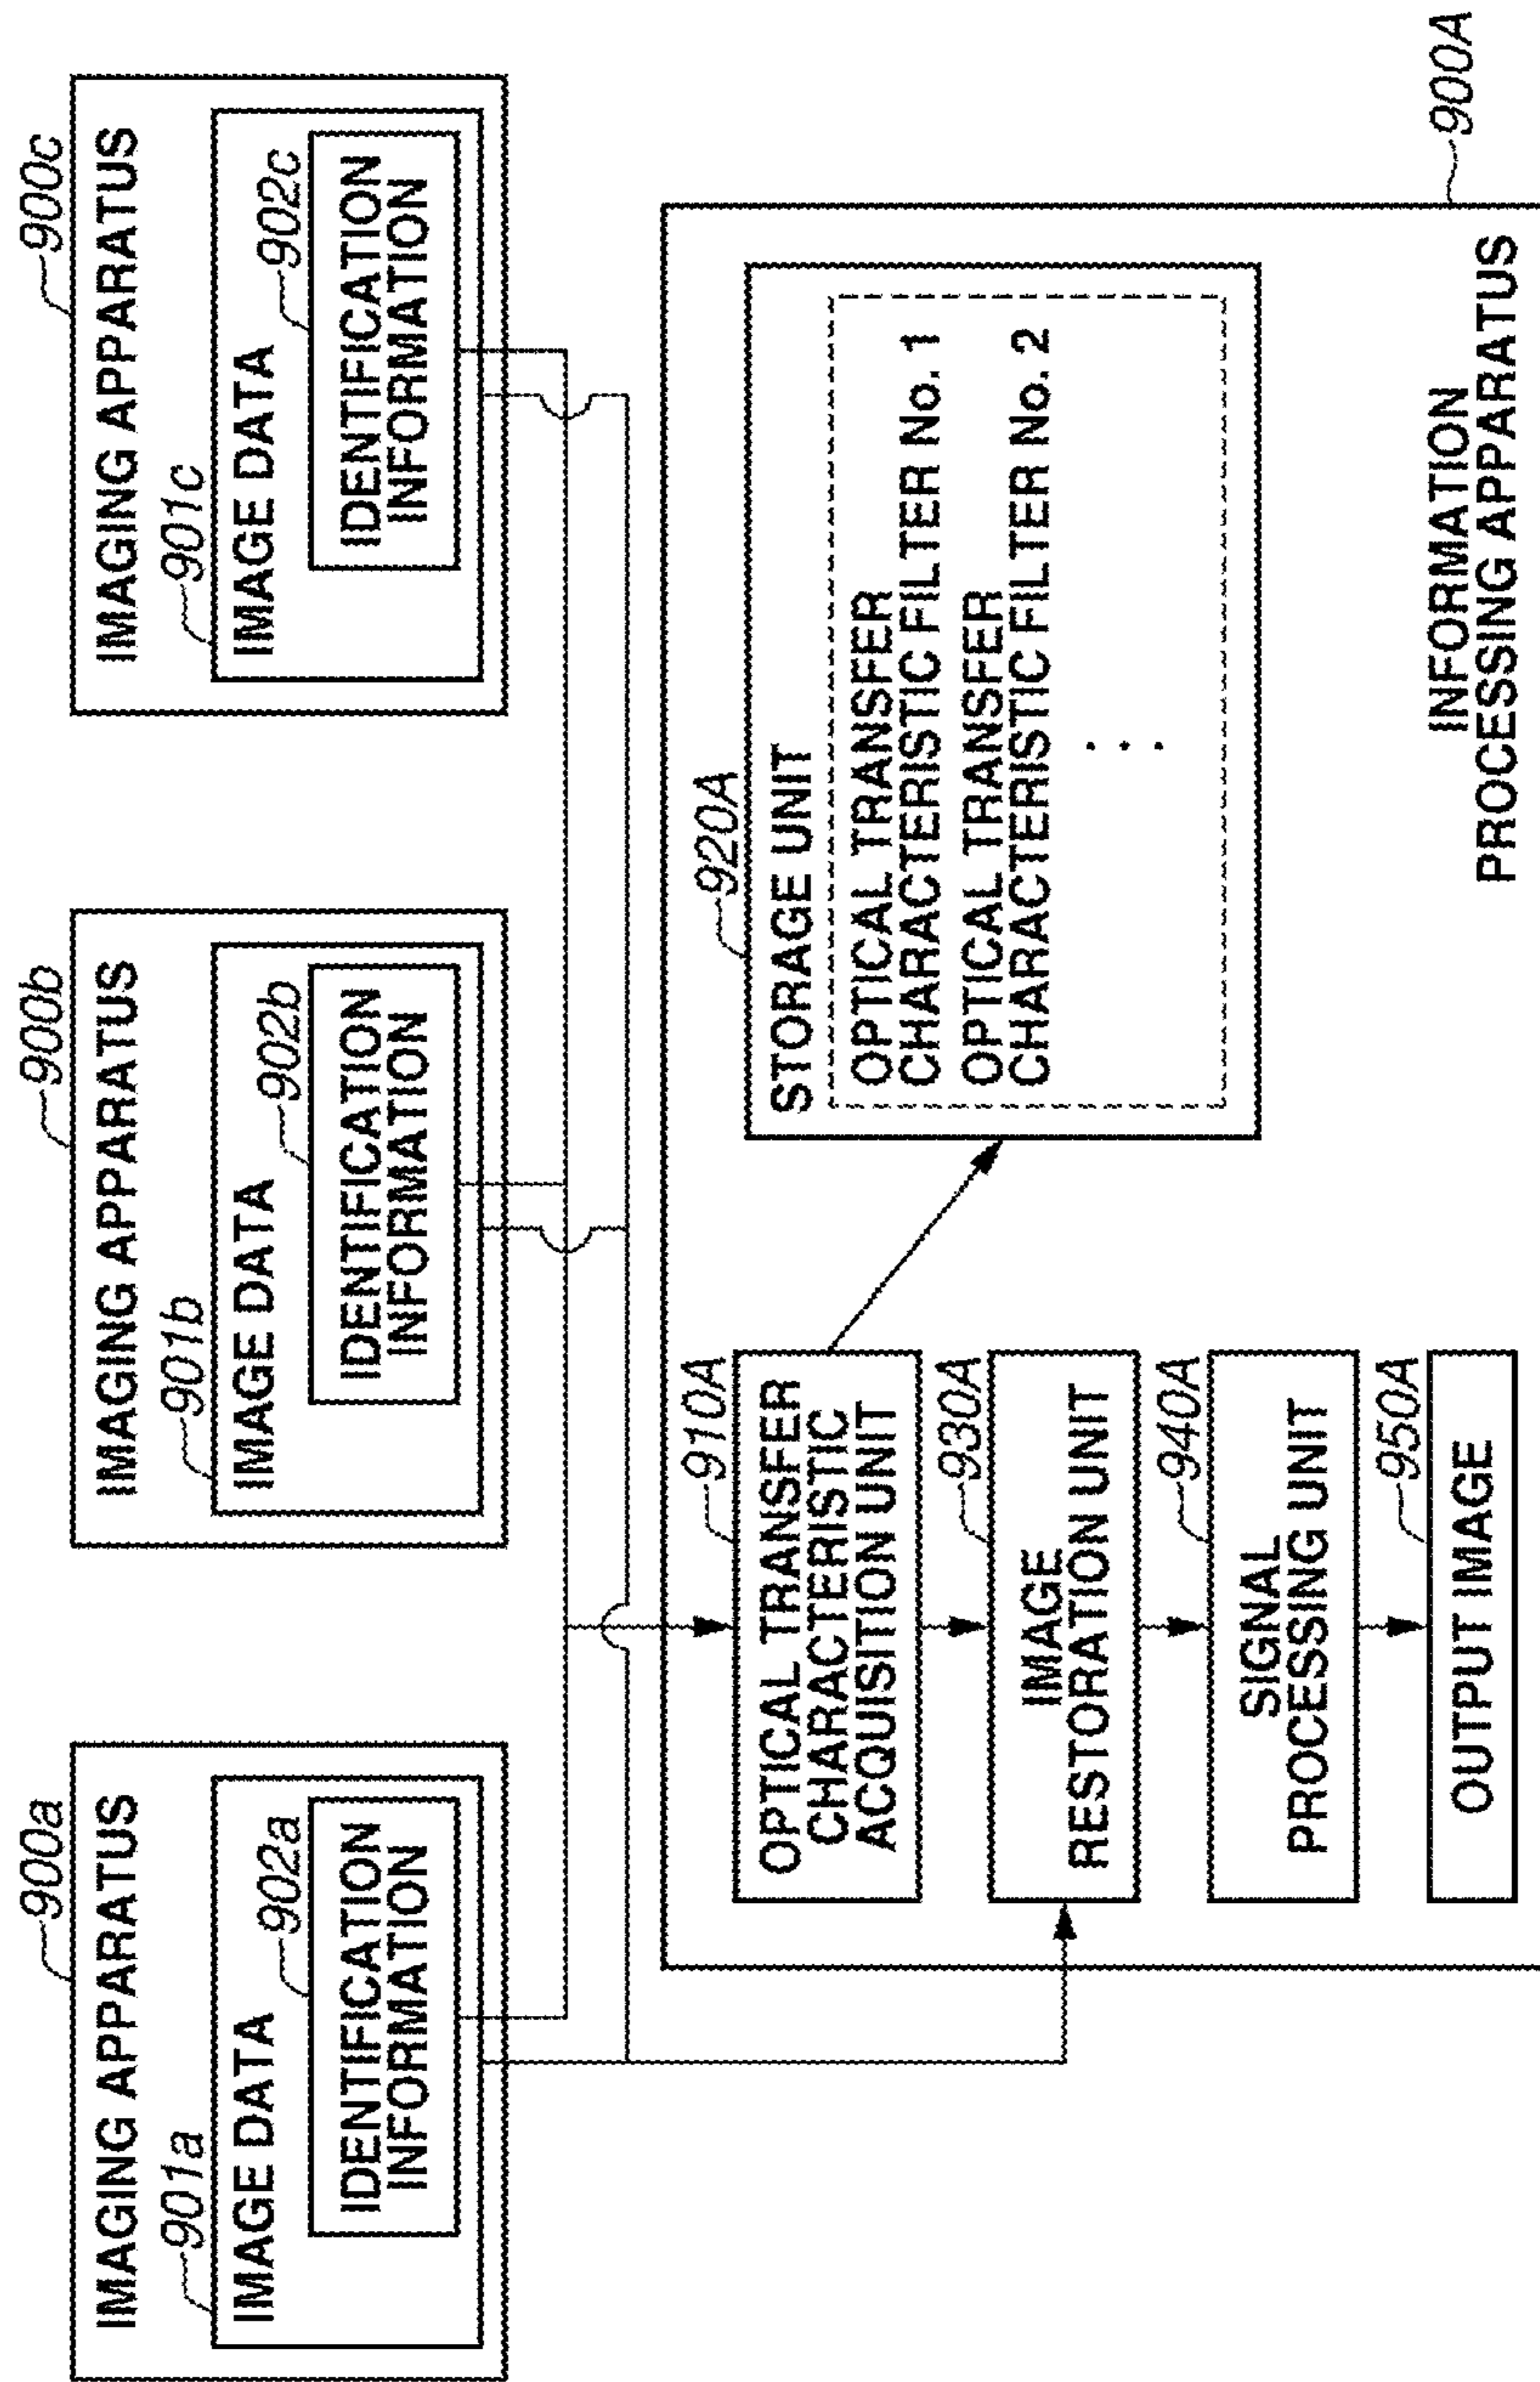 900a
IMAGING APPARATUS
901a
IMAGE DATA
902a
IDENTIFICATION
INFORMATION
900b
IMAGING APPARATUS
901b
IMAGE DATA
902b
IDENTIFICATION
INFORMATION
900c
IMAGING APPARATUS
901c
IMAGE DATA
902c
IDENTIFICATION
INFORMATION
910A
OPTICAL TRANSFER
CHARACTERISTIC
ACQUISITION UNIT
930A
IMAGE
RESTORATION UNIT
940A
SIGNAL
PROCESSING UNIT
950A
OUTPUT IMAGE
920A
STORAGE UNIT
OPTICAL TRANSFER
CHARACTERISTIC FILTER No. 1
OPTICAL TRANSFER
CHARACTERISTIC FILTER No. 2
. . .
INFORMATION
PROCESSING APPARATUS
900A